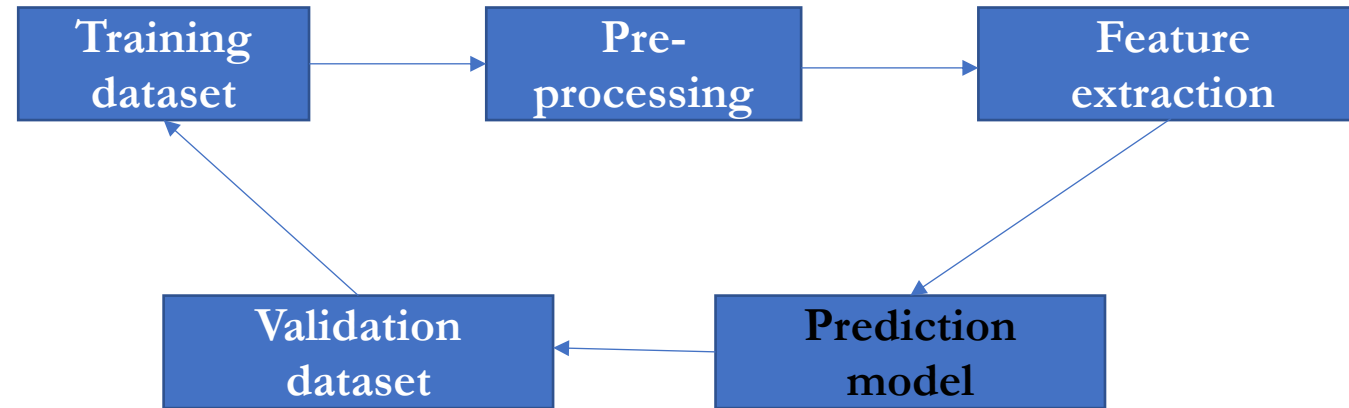 Training
dataset
Pre-
processing
Feature
extraction
Validation
dataset
Prediction
model